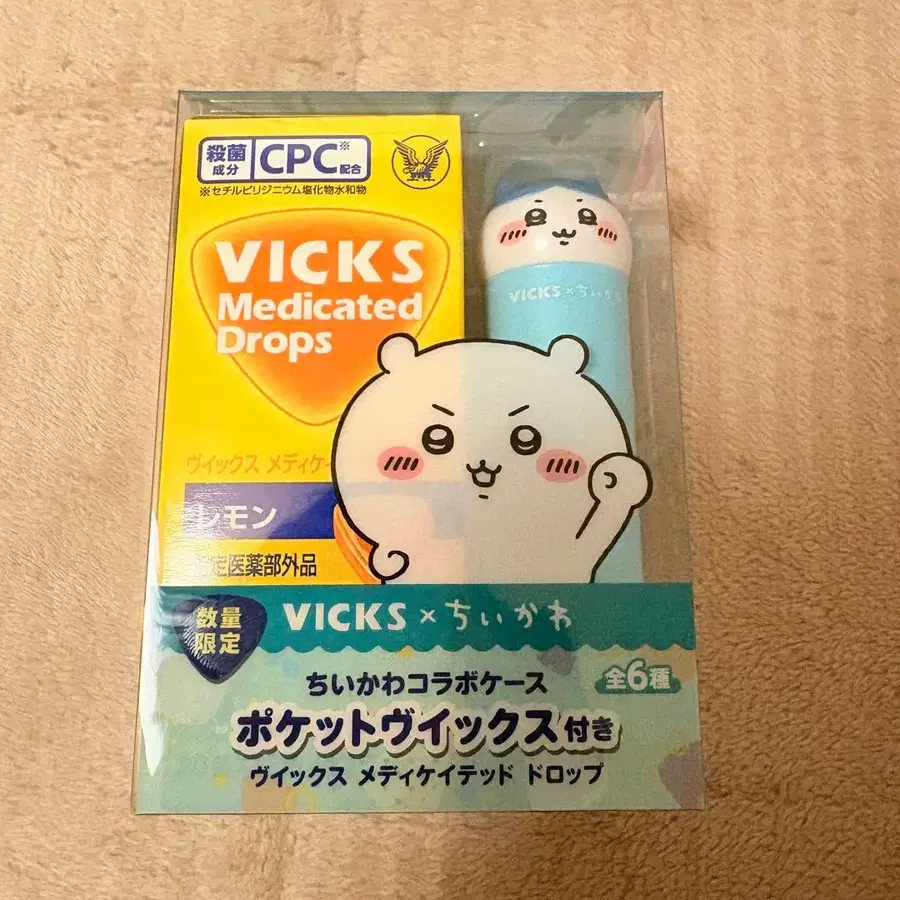 殺菌成分 CPC※配合
※セチルピリジニウム塩化物水和物
VICKS
Medicated
Drops
VICKS×ちいかわ
ヴイックス メディケ
レモン
医薬部外品
数量限定
VICKS×ちいかわ
ちいかわコラボケース
全6種
ポケットヴイックス付き
ヴイックス メディケイテッド ドロップ